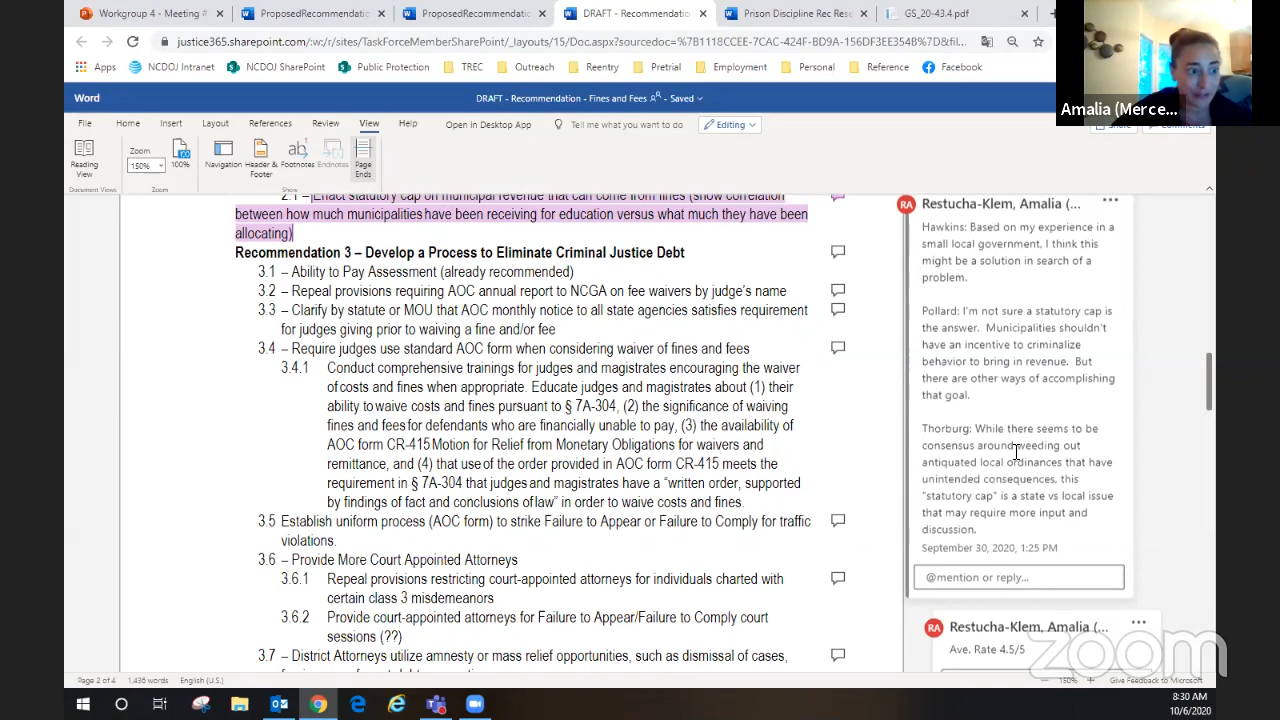 Workgroup 4 - Meeting #
ProposedRecommendatio
ProposedRecommendatio
DRAFT - Recommendatio
Prison Discipline Rec Rese
GS_20-43.4.pdf
justice365.sharepoint.com/:w:/r/sites/TaskForceMemberSharePoint/_layouts/15/Doc.aspx?sourcedoc=%7B1118CCEE-7CAC-424F-BD9A-156DF3EE354B%7D&fil...
Apps
NCDOJ Intranet
NCDOJ SharePoint
Public Protection
TREC
Outreach
Reentry
Pretrial
Employment
Personal
Reference
Facebook
Amalia (Merce...
Word
DRAFT - Recommendation - Fines and Fees
- Saved
File
Home
Insert
Layout
References
Review
View
Help
Open in Desktop App
Tell me what you want to do
Editing
Share
Comments
Reading View
Zoom
150%
100%
Navigation
Header & Footer
Footnotes
Endnotes
Page Ends
Document Views
Zoom
Show
2.1 – Enact statutory cap on municipal revenue that can come from fines (show correlation
between how much municipalities have been receiving for education versus what much they have been
allocating)
Recommendation 3 – Develop a Process to Eliminate Criminal Justice Debt
3.1 – Ability to Pay Assessment (already recommended)
3.2 – Repeal provisions requiring AOC annual report to NCGA on fee waivers by judge's name
3.3 – Clarify by statute or MOU that AOC monthly notice to all state agencies satisfies requirement
for judges giving prior to waiving a fine and/or fee
3.4 – Require judges use standard AOC form when considering waiver of fines and fees
3.4.1 Conduct comprehensive trainings for judges and magistrates encouraging the waiver
of costs and fines when appropriate. Educate judges and magistrates about (1) their
ability to waive costs and fines pursuant to § 7A-304, (2) the significance of waiving
fines and fees for defendants who are financially unable to pay, (3) the availability of
AOC form CR-415 Motion for Relief from Monetary Obligations for waivers and
remittance, and (4) that use of the order provided in AOC form CR-415 meets the
requirement in § 7A-304 that judges and magistrates have a "written order, supported
by findings of fact and conclusions of law" in order to waive costs and fines.
3.5 Establish uniform process (AOC form) to strike Failure to Appear or Failure to Comply for traffic
violations.
3.6 – Provide More Court Appointed Attorneys
3.6.1 Repeal provisions restricting court-appointed attorneys for individuals charted with
certain class 3 misdemeanors
3.6.2 Provide court-appointed attorneys for Failure to Appear/Failure to Comply court
sessions (??)
3.7 – District Attorneys utilize amnesty or mass relief opportunities, such as dismissal of cases,
RA Restucha-Klem, Amalia (...
Hawkins: Based on my experience in a
small local government, I think this
might be a solution in search of a
problem.
Pollard: I'm not sure a statutory cap is
the answer. Municipalities shouldn't
have an incentive to criminalize
behavior to bring in revenue. But
there are other ways of accomplishing
that goal.
Thorburg: While there seems to be
consensus around weeding out
antiquated local ordinances that have
unintended consequences, this
"statutory cap" is a state vs local issue
that may require more input and
discussion.
September 30, 2020, 1:25 PM
@mention or reply...
RA Restucha-Klem, Amalia (...
Ave. Rate 4.5/5
zoom
Page 2 of 4
1,436 words
English (U.S.)
150%
Give Feedback to Microsoft
8:30 AM
10/6/2020